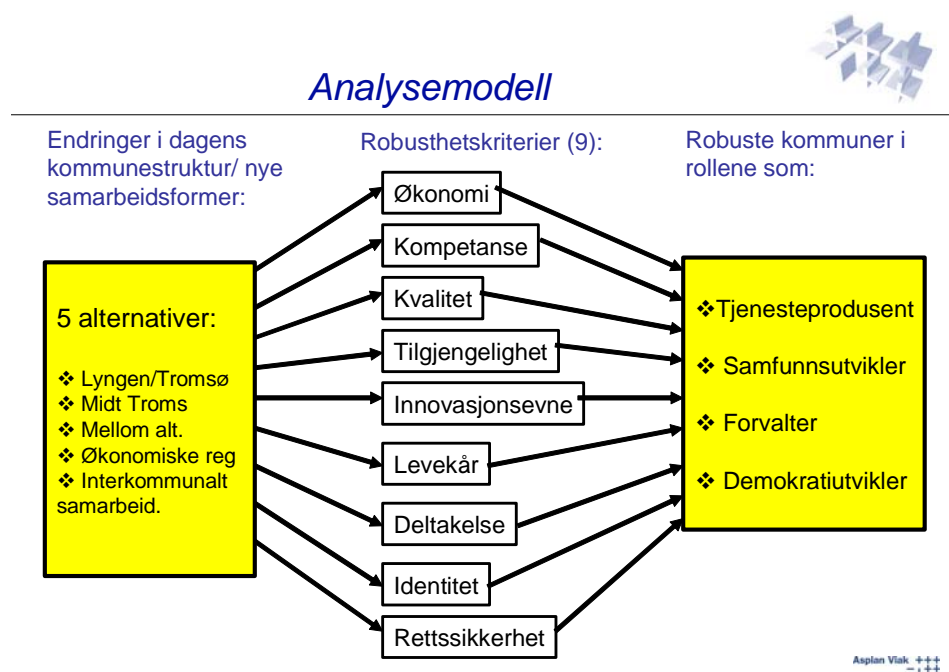 Analysemodell
Endringer i dagens
kommunestruktur/ nye
samarbeidsformer:
Robusthetskriterier (9):
Robuste kommuner i
rollene som:
5 alternativer:
❖ Lyngen/Tromsø
❖ Midt Troms
❖ Mellom alt.
❖ Økonomiske reg
❖ Interkommunalt
samarbeid.
Økonomi
Kompetanse
Kvalitet
Tilgjengelighet
Innovasjonsevne
Levekår
Deltakelse
Identitet
Rettssikkerhet
❖Tjenesteprodusent
❖ Samfunnsutvikler
❖ Forvalter
❖ Demokratiutvikler
Asplan Viak